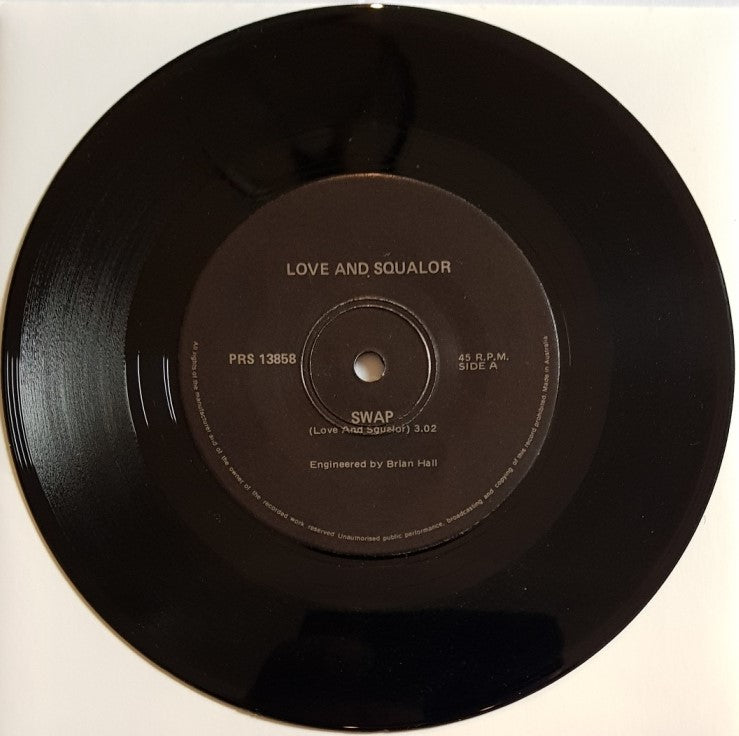 LOVE AND SQUALOR
PRS 13858
45 R.P.M.
SIDE A
SWAP
(Love And Squalor) 3.02
Engineered by Brian Hall
All rights of the manufacturer and of the owner of the recorded work reserved Unauthorised public performance, broadcasting and copying of the record prohibited. Made in Australia